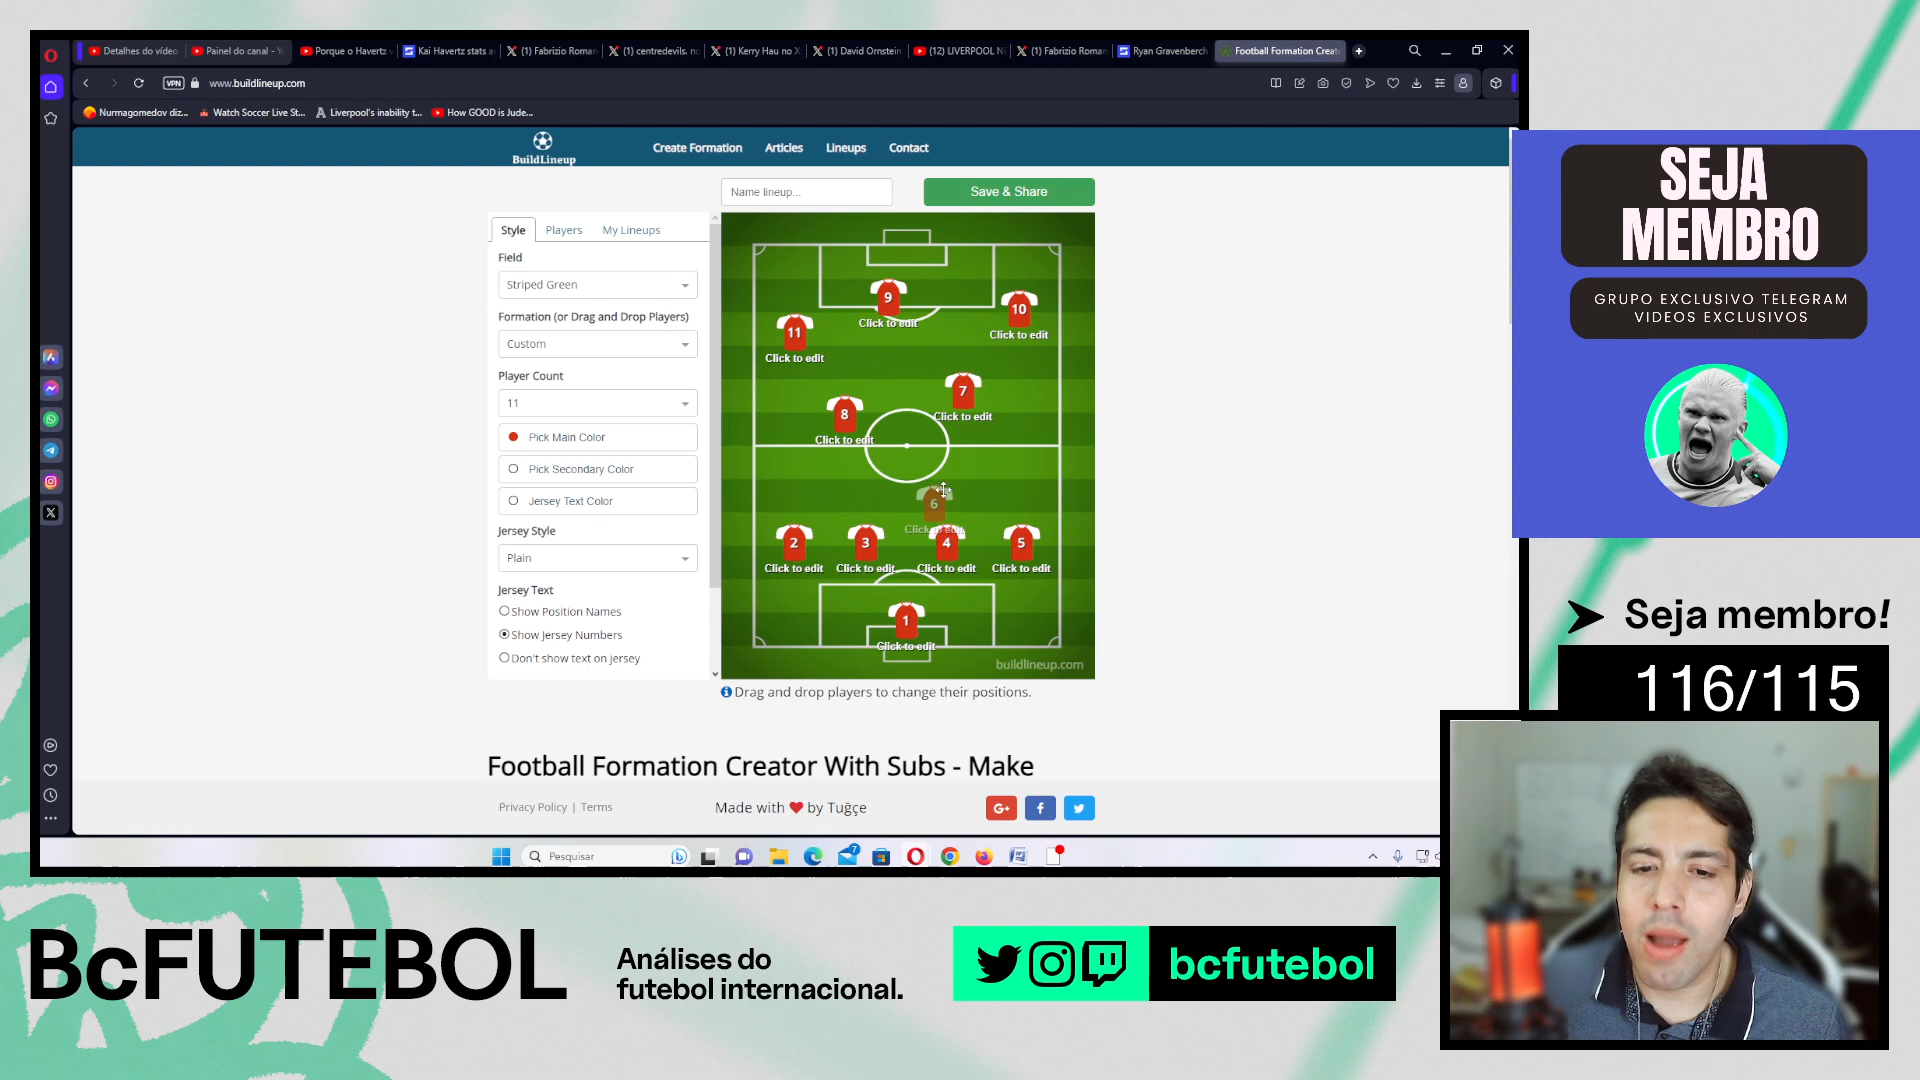 Detalhes do vídeo
Painel do canal - Y
Porque o Havertz v
Kai Havertz stats a
(1) Fabrizio Roman
(1) centredevils. no
(1) Kerry Hau no X
(1) David Ornstein
(12) LIVERPOOL N
(1) Fabrizio Roman
Ryan Gravenberch
Football Formation Creat
VPN
www.buildlineup.com
Nurmagomedov diz...
Watch Soccer Live St...
Liverpool's inability t...
How GOOD is Jude...
BuildLineup
Create Formation
Articles
Lineups
Contact
Name lineup...
Save & Share
Style
Players
My Lineups
Field
Striped Green
Formation (or Drag and Drop Players)
Custom
Player Count
11
Pick Main Color
Pick Secondary Color
Jersey Text Color
Jersey Style
Plain
Jersey Text
Show Position Names
Show Jersey Numbers
Don't show text on jersey
9
Click to edit
10
Click to edit
11
Click to edit
7
Click to edit
8
Click to edit
6
Click to edit
2
Click to edit
3
Click to edit
4
Click to edit
5
Click to edit
1
Click to edit
buildlineup.com
Drag and drop players to change their positions.
Football Formation Creator With Subs - Make
Privacy Policy | Terms
Made with ❤ by Tuğçe
G+
Pesquisar
7
SEJA
MEMBRO
GRUPO EXCLUSIVO TELEGRAM
VIDEOS EXCLUSIVOS
Seja membro!
116/115
BcFUTEBOL
Análises do
futebol internacional.
bcfutebol